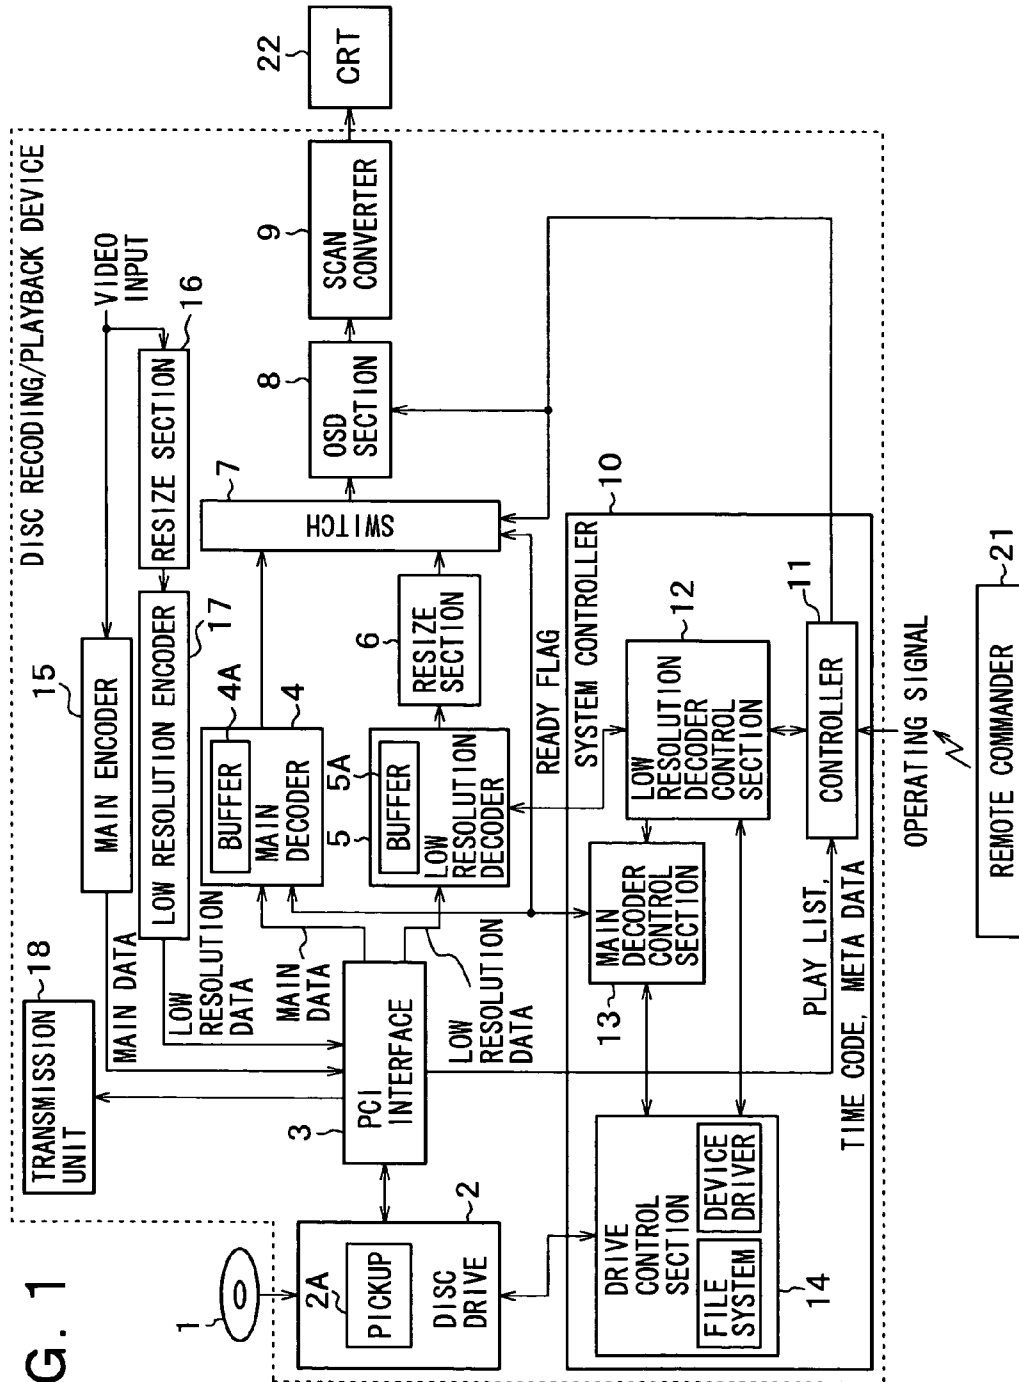 G. 1
DISC RECODING/PLAYBACK DEVICE
TRANSMISSION
UNIT
18
MAIN DATA
MAIN ENCODER
15
VIDEO
INPUT
LOW
RESOLUTION
DATA
LOW RESOLUTION ENCODER
17
RESIZE SECTION
16
1
2A
PICKUP
DISC
DRIVE
2
3
PCI
INTERFACE
MAIN
DATA
LOW
RESOLUTION
DATA
BUFFER
4A
MAIN
DECODER
4
5
BUFFER
5A
LOW
RESOLUTION
DECODER
6
RESIZE
SECTION
7
SWITCH
8
OSD
SECTION
9
SCAN
CONVERTER
22
CRT
READY FLAG
SYSTEM CONTROLLER
10
DRIVE
CONTROL
SECTION
FILE
SYSTEM
DEVICE
DRIVER
14
13
MAIN
DECODER
CONTROL
SECTION
LOW
RESOLUTION
DECODER
CONTROL
SECTION
12
CONTROLLER
11
PLAY LIST,
TIME CODE, META DATA
OPERATING SIGNAL
REMOTE COMMANDER
21